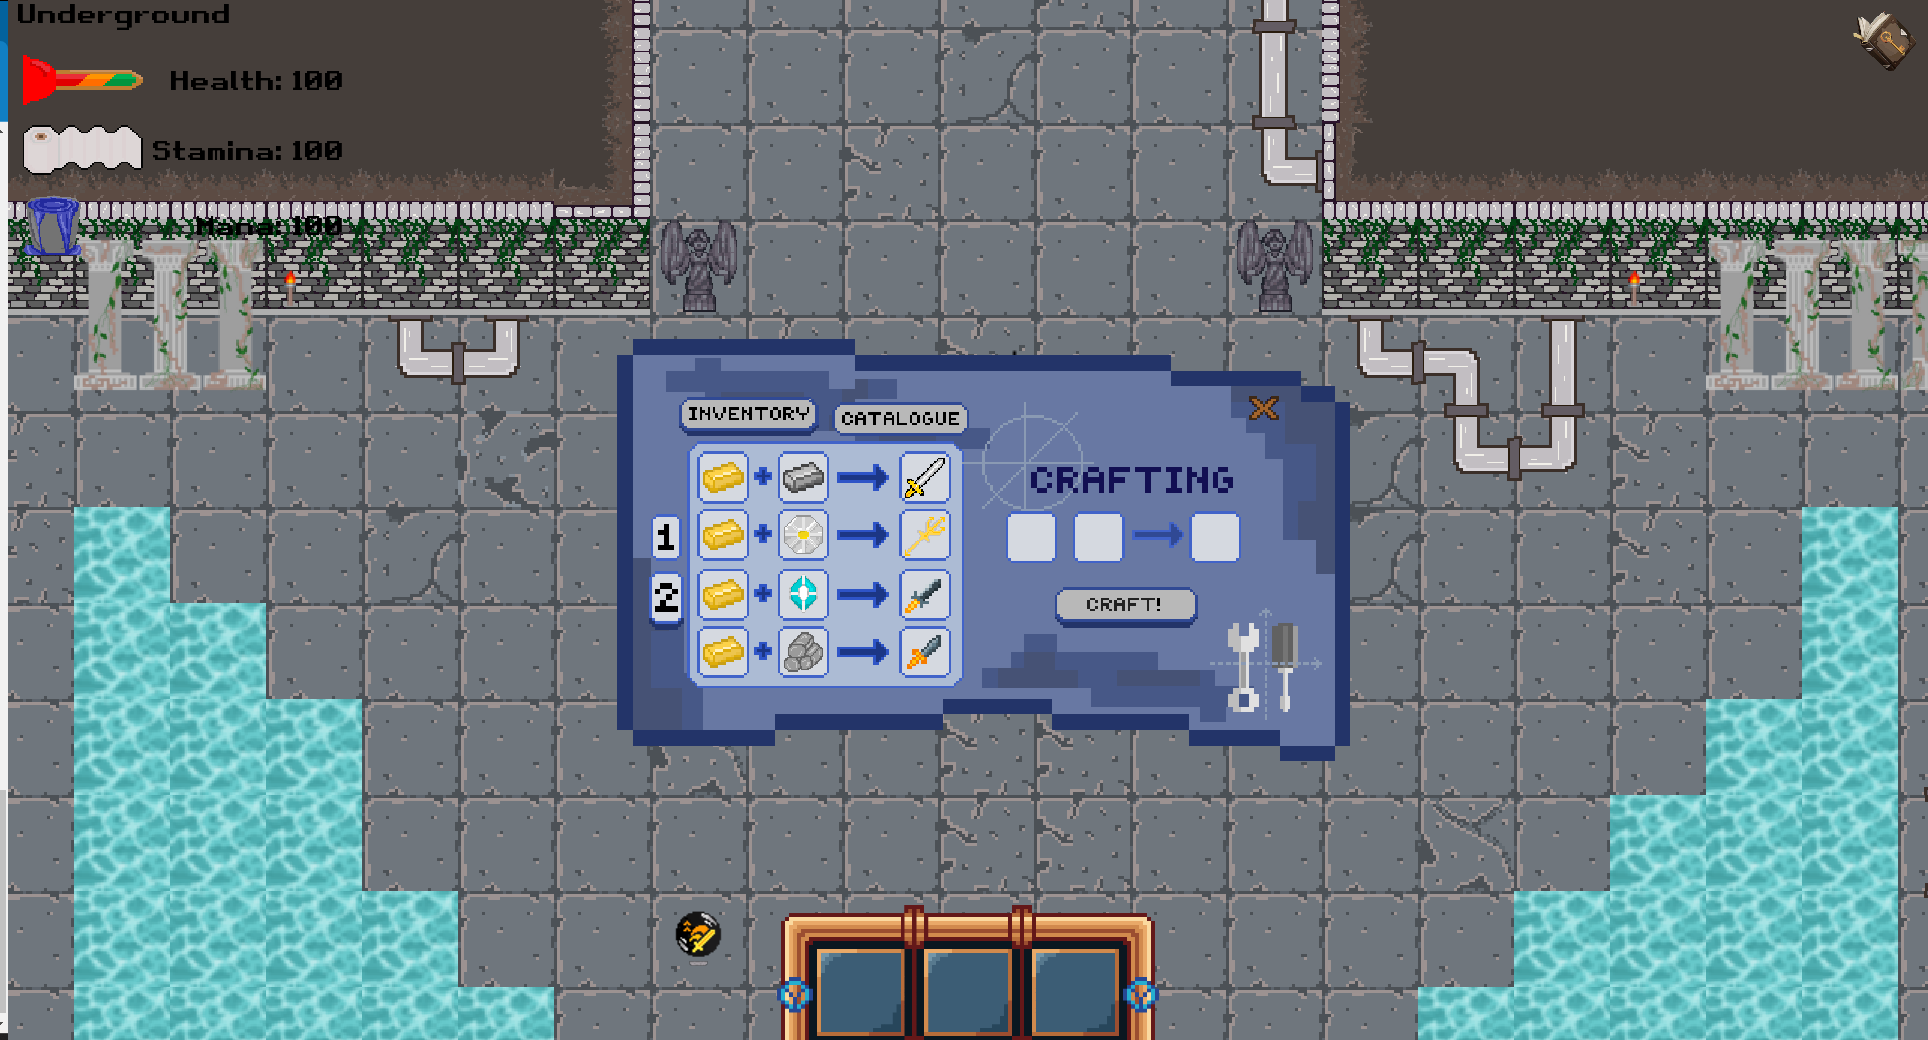 Underground
Health: 100
Stamina: 100
Mana: 100
INVENTORY
CATALOGUE
CRAFTING
1
2
CRAFT!